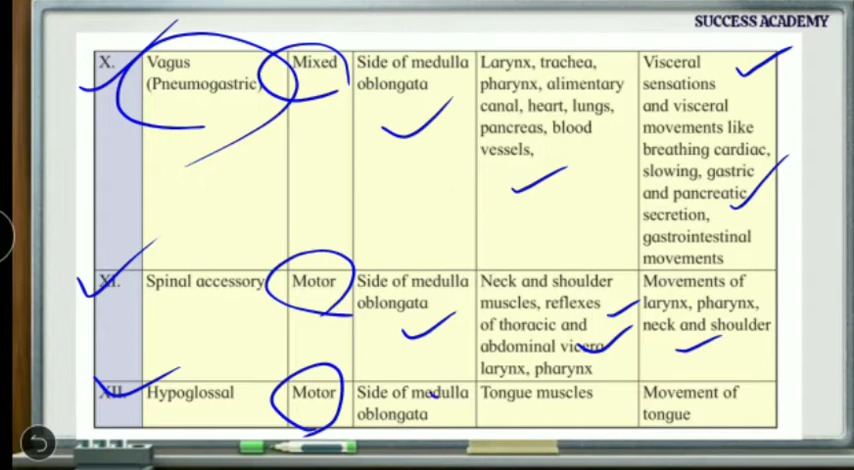 SUCCESS ACADEMY
X. Vagus Mixed Side of medulla Larynx, trachea, Visceral
(Pneumogastric) oblongata pharynx, alimentary sensations
canal, heart, lungs, and visceral
pancreas, blood movements like
vessels, breathing cardiac,
slowing, gastric
and pancreatic
secretion,
gastrointestinal
movements
XI. Spinal accessory Motor Side of medulla Neck and shoulder Movements of
oblongata muscles, reflexes larynx, pharynx,
of thoracic and neck and shoulder
abdominal vicera
larynx, pharynx
XII. Hypoglossal Motor Side of medulla Tongue muscles Movement of
oblongata tongue